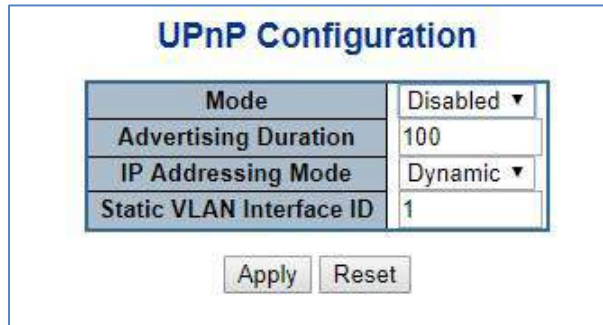 UPnP Configuration
Mode Disabled
Advertising Duration 100
IP Addressing Mode Dynamic
Static VLAN Interface ID 1
Apply Reset